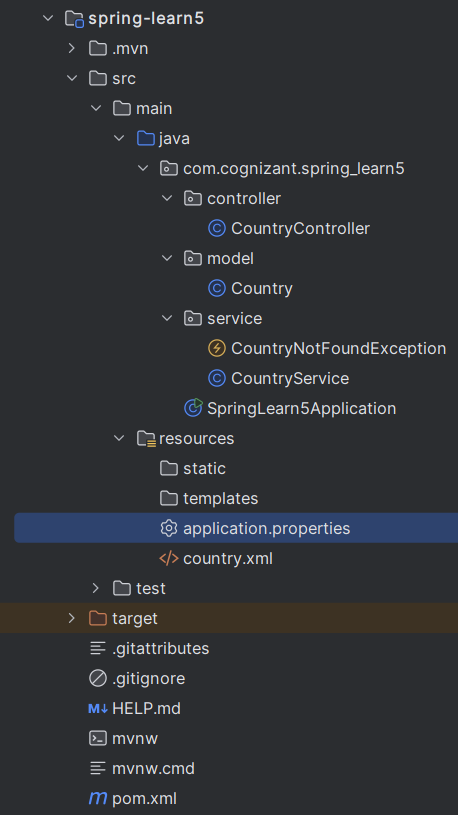 spring-learn5
.mvn
src
main
java
com.cognizant.spring_learn5
controller
CountryController
model
Country
service
CountryNotFoundException
CountryService
SpringLearn5Application
resources
static
templates
application.properties
country.xml
test
target
.gitattributes
.gitignore
M↓ HELP.md
mvnw
mvnw.cmd
m pom.xml